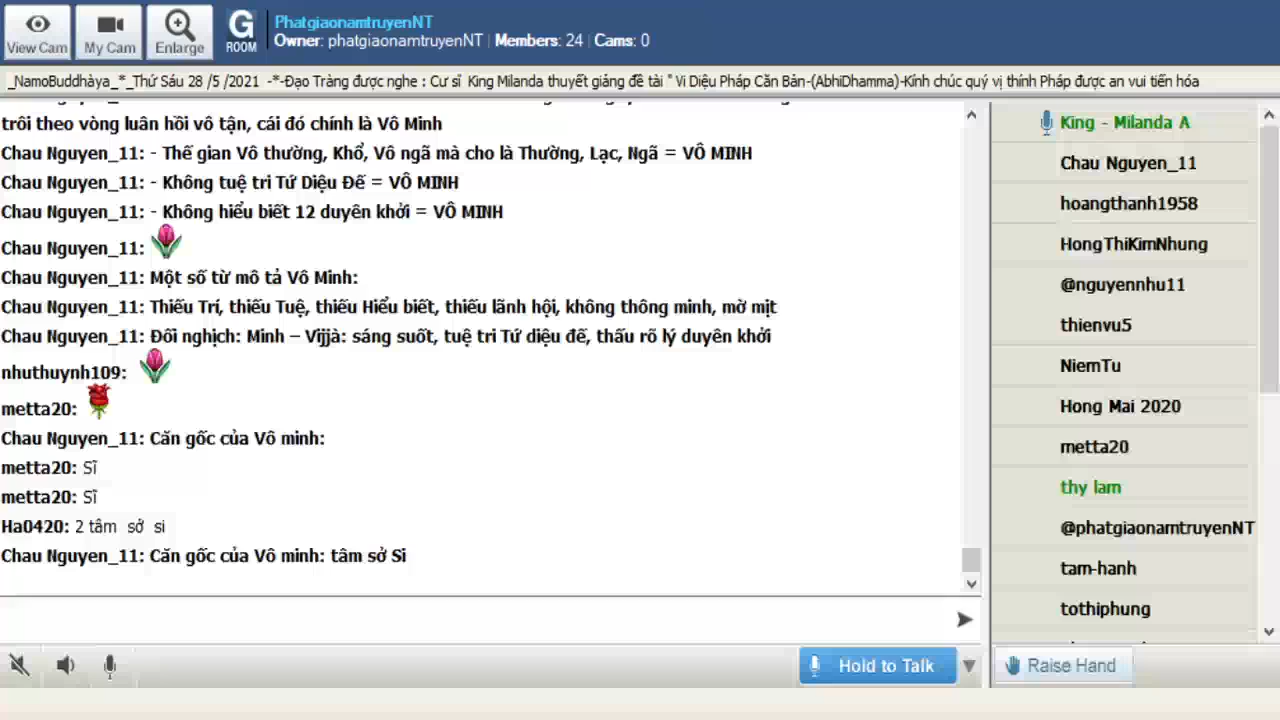 View Cam
My Cam
Enlarge
G
ROOM
PhatgiaonamtruyenNT
Owner: phatgiaonamtruyenNT | Members: 24 | Cams: 0
_NamoBuddhàya_*_Thứ Sáu 28 /5 /2021 -*-Đạo Tràng được nghe : Cư sĩ King Milanda thuyết giảng đề tài " Vi Diệu Pháp Căn Bản-(AbhiDhamma)-Kính chúc quý vị thính Pháp được an vui tiến hóa
trôi theo vòng luân hồi vô tận, cái đó chính là Vô Minh
Chau Nguyen_11: - Thế gian Vô thường, Khổ, Vô ngã mà cho là Thường, Lạc, Ngã = VÔ MINH
Chau Nguyen_11: - Không tuệ tri Tứ Diệu Đế = VÔ MINH
Chau Nguyen_11: - Không hiểu biết 12 duyên khởi = VÔ MINH
Chau Nguyen_11:
Chau Nguyen_11: Một số từ mô tả Vô Minh:
Chau Nguyen_11: Thiếu Trí, thiếu Tuệ, thiếu Hiểu biết, thiếu lãnh hội, không thông minh, mờ mịt
Chau Nguyen_11: Đối nghịch: Minh – Vijjà: sáng suốt, tuệ tri Tứ diệu đế, thấu rõ lý duyên khởi
nhuthuynh109:
metta20:
Chau Nguyen_11: Căn gốc của Vô minh:
metta20: Sĩ
metta20: Sĩ
Ha0420: 2 tâm sở si
Chau Nguyen_11: Căn gốc của Vô minh: tâm sở Si
Hold to Talk
King - Milanda A
Chau Nguyen_11
hoangthanh1958
HongThiKimNhung
@nguyennhu11
thienvu5
NiemTu
Hong Mai 2020
metta20
thy lam
@phatgiaonamtruyenNT
tam-hanh
tothiphung
Raise Hand